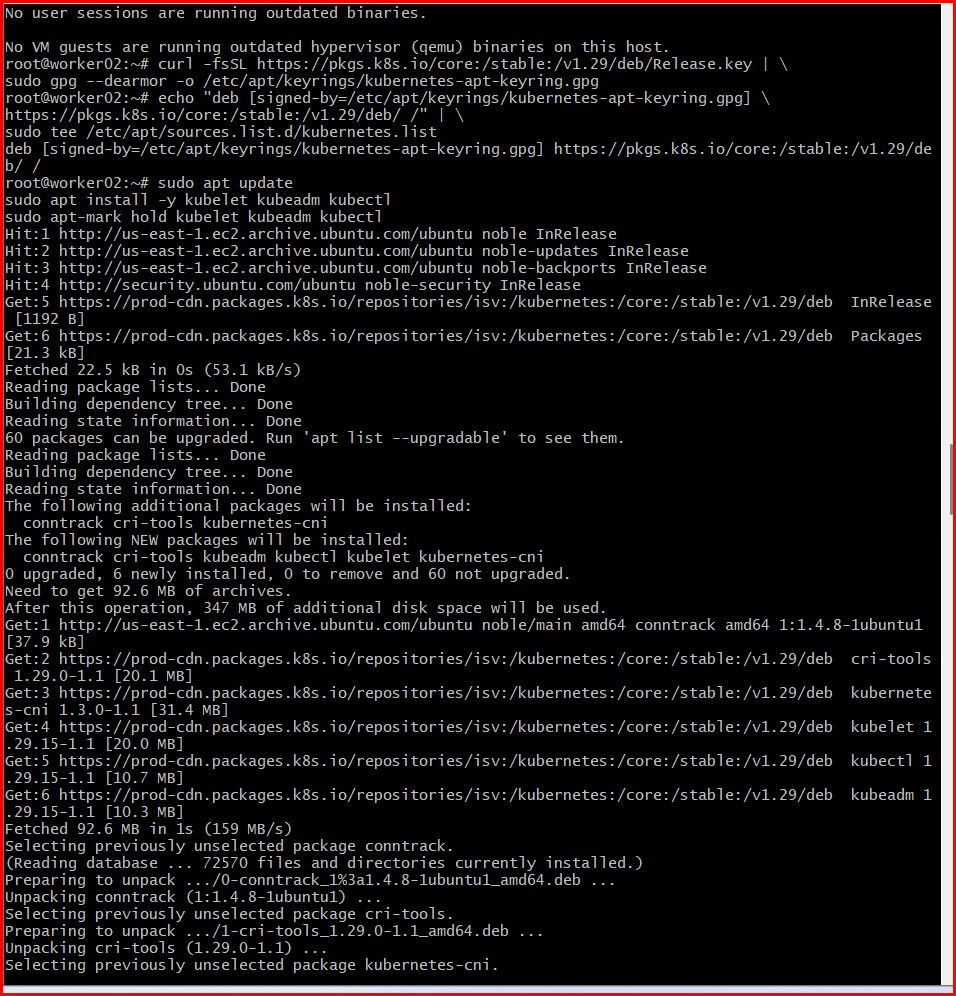 No user sessions are running outdated binaries.
No VM guests are running outdated hypervisor (qemu) binaries on this host.
root@worker02:~# curl -fsSL https://pkgs.k8s.io/core:/stable:/v1.29/deb/Release.key | \
sudo gpg --dearmor -o /etc/apt/keyrings/kubernetes-apt-keyring.gpg
root@worker02:~# echo "deb [signed-by=/etc/apt/keyrings/kubernetes-apt-keyring.gpg] \
https://pkgs.k8s.io/core:/stable:/v1.29/deb/ /" | \
sudo tee /etc/apt/sources.list.d/kubernetes.list
deb [signed-by=/etc/apt/keyrings/kubernetes-apt-keyring.gpg] https://pkgs.k8s.io/core:/stable:/v1.29/de
b/ /
root@worker02:~# sudo apt update
sudo apt install -y kubelet kubeadm kubectl
sudo apt-mark hold kubelet kubeadm kubectl
Hit:1 http://us-east-1.ec2.archive.ubuntu.com/ubuntu noble InRelease
Hit:2 http://us-east-1.ec2.archive.ubuntu.com/ubuntu noble-updates InRelease
Hit:3 http://us-east-1.ec2.archive.ubuntu.com/ubuntu noble-backports InRelease
Hit:4 http://security.ubuntu.com/ubuntu noble-security InRelease
Get:5 https://prod-cdn.packages.k8s.io/repositories/isv:/kubernetes:/core:/stable:/v1.29/deb  InRelease
 [1192 B]
Get:6 https://prod-cdn.packages.k8s.io/repositories/isv:/kubernetes:/core:/stable:/v1.29/deb  Packages
[21.3 kB]
Fetched 22.5 kB in 0s (53.1 kB/s)
Reading package lists... Done
Building dependency tree... Done
Reading state information... Done
60 packages can be upgraded. Run 'apt list --upgradable' to see them.
Reading package lists... Done
Building dependency tree... Done
Reading state information... Done
The following additional packages will be installed:
  conntrack cri-tools kubernetes-cni
The following NEW packages will be installed:
  conntrack cri-tools kubeadm kubectl kubelet kubernetes-cni
0 upgraded, 6 newly installed, 0 to remove and 60 not upgraded.
Need to get 92.6 MB of archives.
After this operation, 347 MB of additional disk space will be used.
Get:1 http://us-east-1.ec2.archive.ubuntu.com/ubuntu noble/main amd64 conntrack amd64 1:1.4.8-1ubuntu1
[37.9 kB]
Get:2 https://prod-cdn.packages.k8s.io/repositories/isv:/kubernetes:/core:/stable:/v1.29/deb  cri-tools
 1.29.0-1.1 [20.1 MB]
Get:3 https://prod-cdn.packages.k8s.io/repositories/isv:/kubernetes:/core:/stable:/v1.29/deb  kubernete
s-cni 1.3.0-1.1 [31.4 MB]
Get:4 https://prod-cdn.packages.k8s.io/repositories/isv:/kubernetes:/core:/stable:/v1.29/deb  kubelet 1
.29.15-1.1 [20.0 MB]
Get:5 https://prod-cdn.packages.k8s.io/repositories/isv:/kubernetes:/core:/stable:/v1.29/deb  kubectl 1
.29.15-1.1 [10.7 MB]
Get:6 https://prod-cdn.packages.k8s.io/repositories/isv:/kubernetes:/core:/stable:/v1.29/deb  kubeadm 1
.29.15-1.1 [10.3 MB]
Fetched 92.6 MB in 1s (159 MB/s)
Selecting previously unselected package conntrack.
(Reading database ... 72570 files and directories currently installed.)
Preparing to unpack .../0-conntrack_1%3a1.4.8-1ubuntu1_amd64.deb ...
Unpacking conntrack (1:1.4.8-1ubuntu1) ...
Selecting previously unselected package cri-tools.
Preparing to unpack .../1-cri-tools_1.29.0-1.1_amd64.deb ...
Unpacking cri-tools (1.29.0-1.1) ...
Selecting previously unselected package kubernetes-cni.